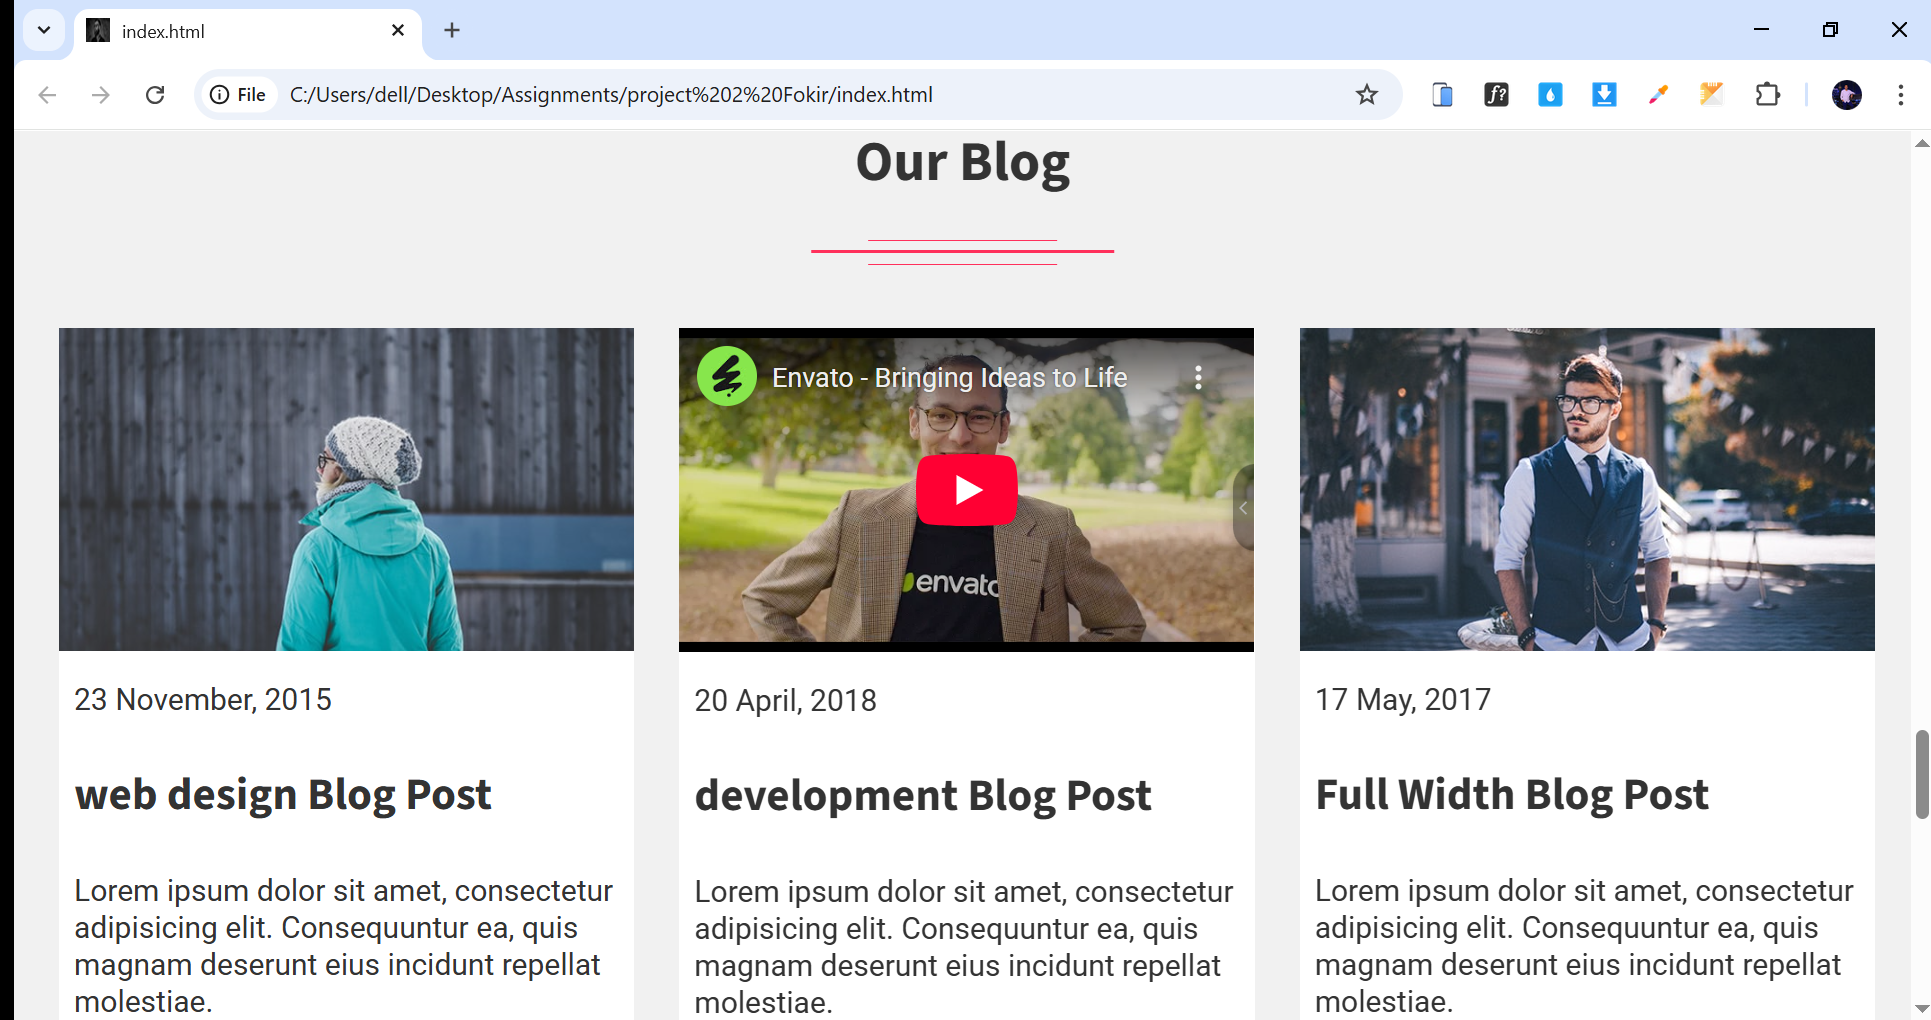 index.html
File
C:/Users/dell/Desktop/Assignments/project%202%20Fokir/index.html
f?
Our Blog
Envato - Bringing Ideas to Life
envato
23 November, 2015
web design Blog Post
Lorem ipsum dolor sit amet, consectetur
adipisicing elit. Consequuntur ea, quis
magnam deserunt eius incidunt repellat
molestiae.
20 April, 2018
development Blog Post
Lorem ipsum dolor sit amet, consectetur
adipisicing elit. Consequuntur ea, quis
magnam deserunt eius incidunt repellat
molestiae.
17 May, 2017
Full Width Blog Post
Lorem ipsum dolor sit amet, consectetur
adipisicing elit. Consequuntur ea, quis
magnam deserunt eius incidunt repellat
molestiae.